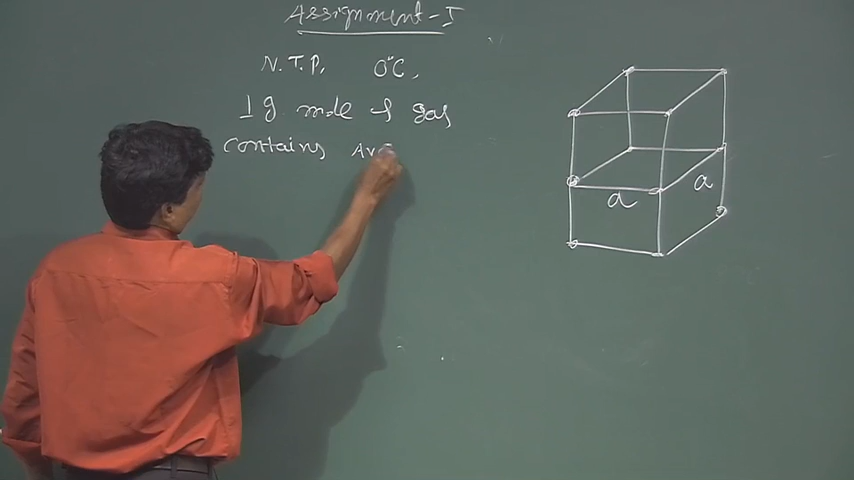 Assignment-I
N.T.P, 0°C,
1 g mole of gas
contains Av
a
a